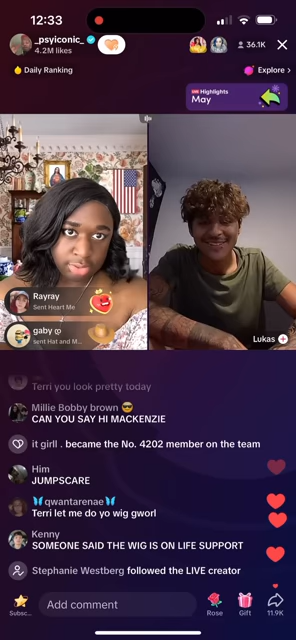 12:33
_psyiconic_
4.2M likes
36.1K
Daily Ranking
Explore >
LIVE Highlights
May
Rayray
Sent Heart Me
gaby ღ
sent Hat and M...
Lukas
Terri you look pretty today
Millie Bobby brown 😎
CAN YOU SAY HI MACKENZIE
it girll . became the No. 4202 member on the team
Him
JUMPSCARE
🦋qwantarenae🦋
Terri let me do yo wig gworl
Kenny
SOMEONE SAID THE WIG IS ON LIFE SUPPORT
Stephanie Westberg followed the LIVE creator
Subsc...
Add comment
Rose
Gift
11.9K